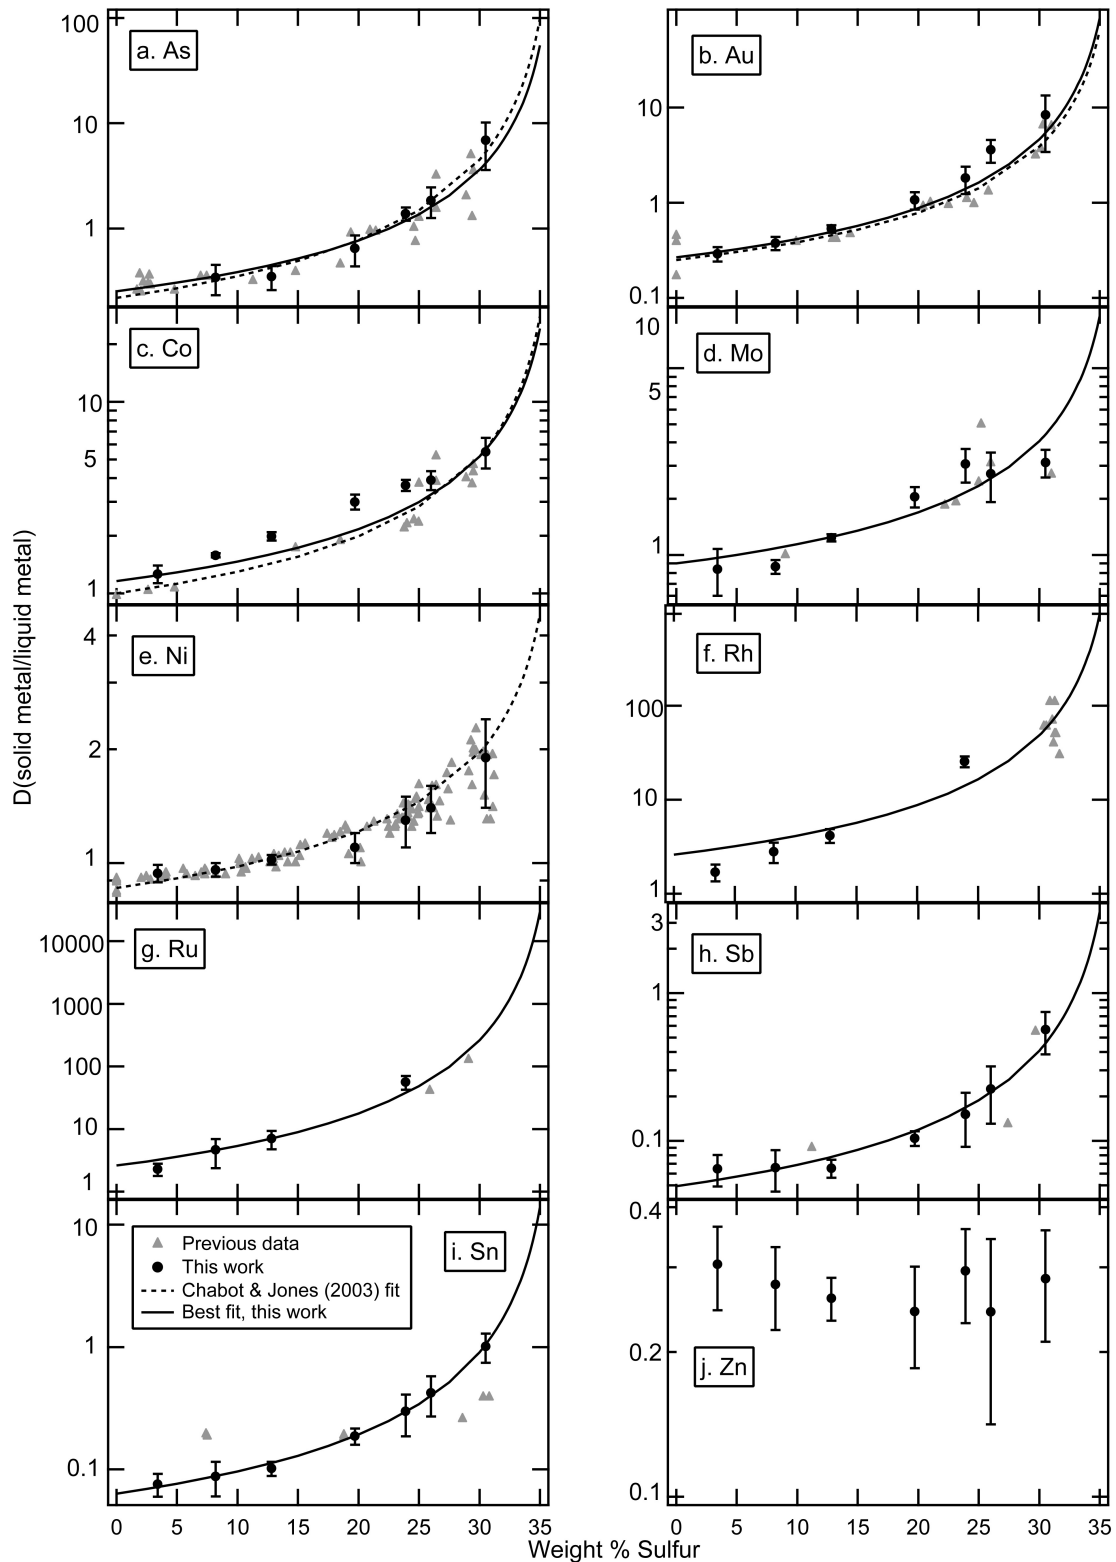 D(solid metal/liquid metal)
a. As
100
10
1
b. Au
10
1
0.1
c. Co
10
5
1
d. Mo
10
5
1
e. Ni
4
2
1
f. Rh
100
10
1
g. Ru
10000
1000
100
10
1
h. Sb
3
1
0.1
i. Sn
10
1
0.1
Previous data
This work
Chabot & Jones (2003) fit
Best fit, this work
j. Zn
0.4
0.2
0.1
0 5 10 15 20 25 30 35
0 5 10 15 20 25 30 35
Weight % Sulfur